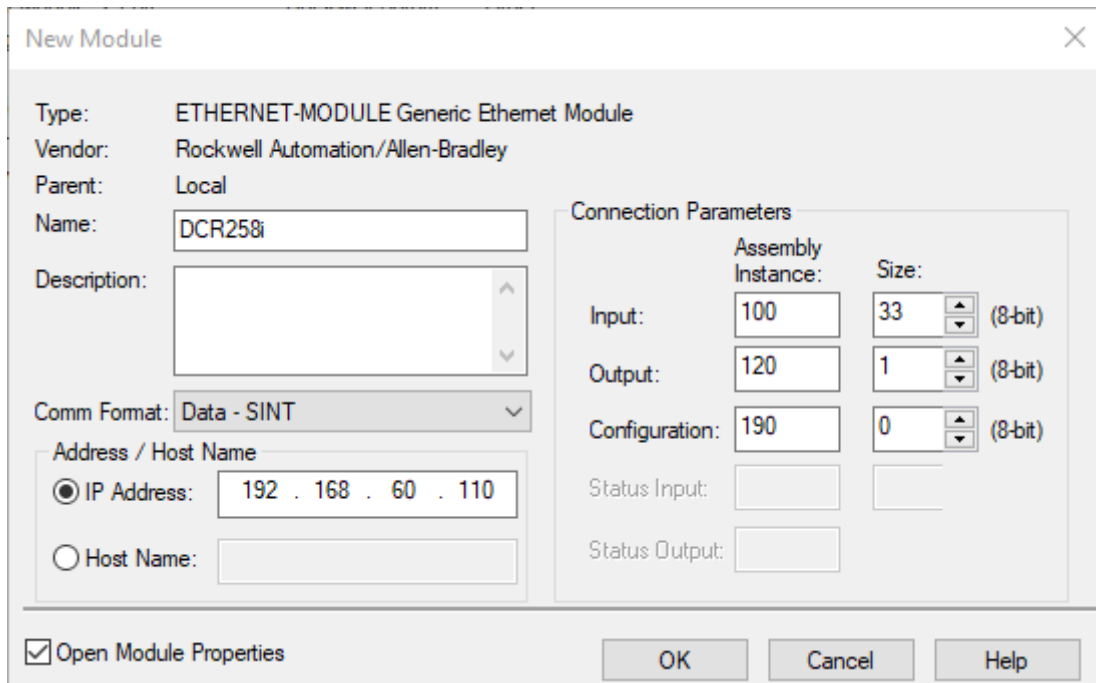 New Module
Type: ETHERNET-MODULE Generic Ethernet Module
Vendor: Rockwell Automation/Allen-Bradley
Parent: Local
Name: DCR258i
Description:
Comm Format: Data - SINT
Address / Host Name
IP Address: 192 . 168 . 60 . 110
Host Name:
Connection Parameters
Assembly
Instance: Size:
Input: 100 33 (8-bit)
Output: 120 1 (8-bit)
Configuration: 190 0 (8-bit)
Status Input:
Status Output:
Open Module Properties
OK Cancel Help